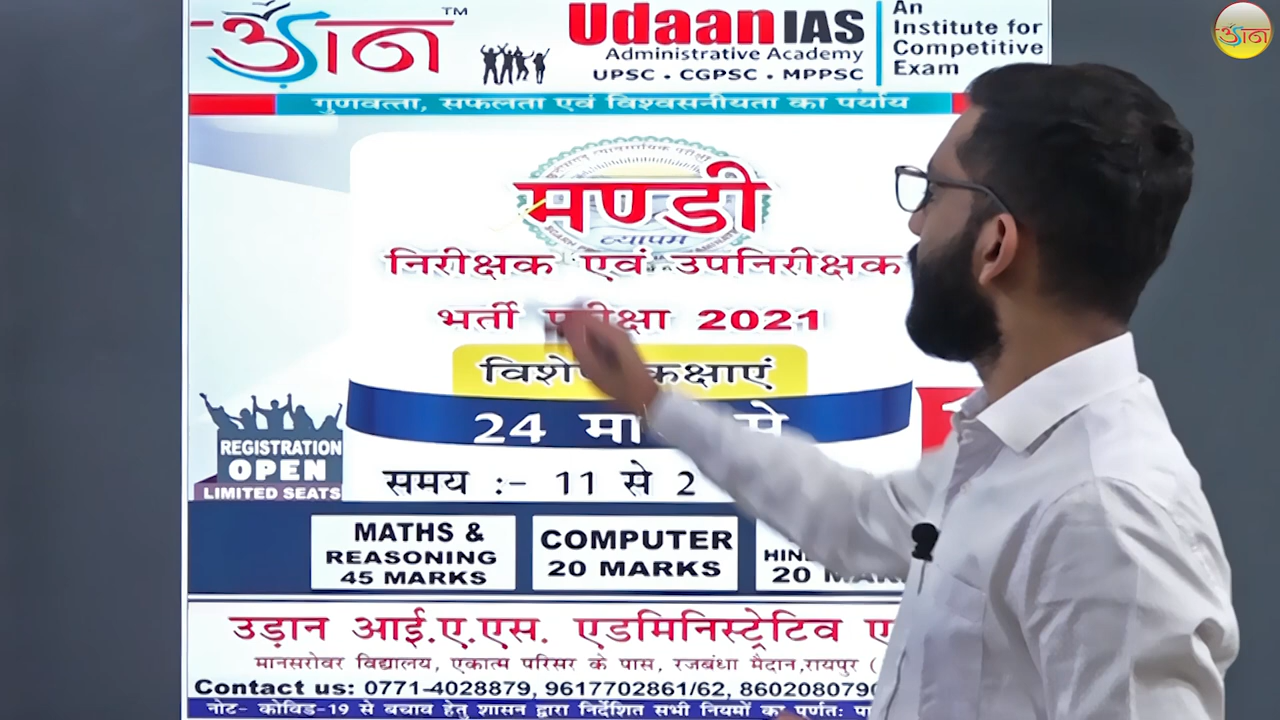 उड़ान ™
Udaan IAS
Administrative Academy
UPSC • CGPSC • MPPSC
An
Institute for
Competitive
Exam
उड़ान
गुणवत्ता, सफलता एवं विश्वसनीयता का पर्याय
मण्डी
व्यापम
निरीक्षक एवं उपनिरीक्षक
भर्ती परीक्षा 2021
विशेष कक्षाएं
24 से
समय :- 11 से 2
REGISTRATION
OPEN
LIMITED SEATS
MATHS &
REASONING
45 MARKS
COMPUTER
20 MARKS
20
उड़ान आई.ए.एस. एडमिनिस्ट्रेटिव
मानसरोवर विद्यालय, एकात्म परिसर के पास, रजबंधा मैदान,रायपुर (
Contact us: 0771-4028879, 9617702861/62,
नोट- कोविड-19 से बचाव हेतु शासन द्वारा निर्देशित सभी नियमों का पूर्णत: